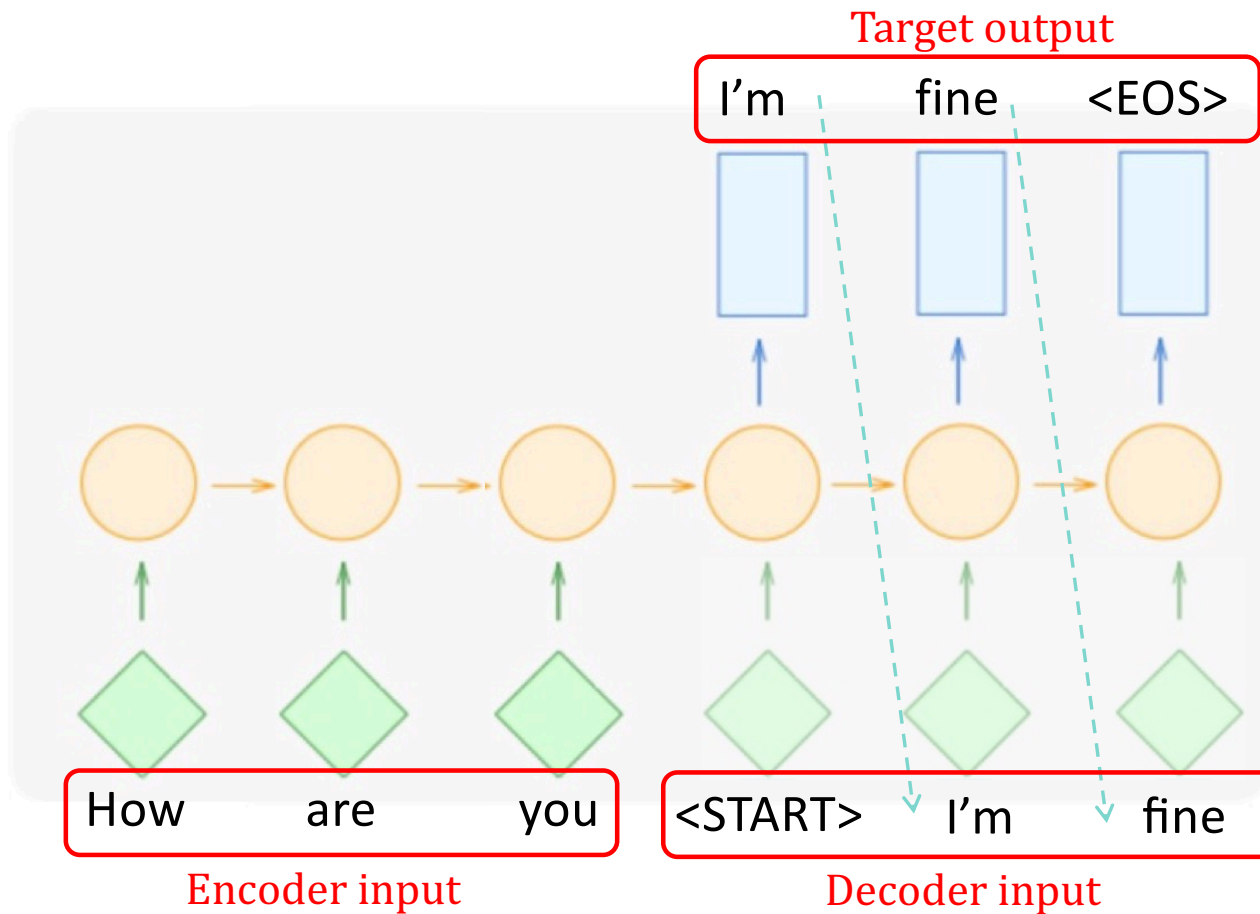 Target output
I'm fine <EOS>
How are you
<START> I'm fine
Encoder input
Decoder input